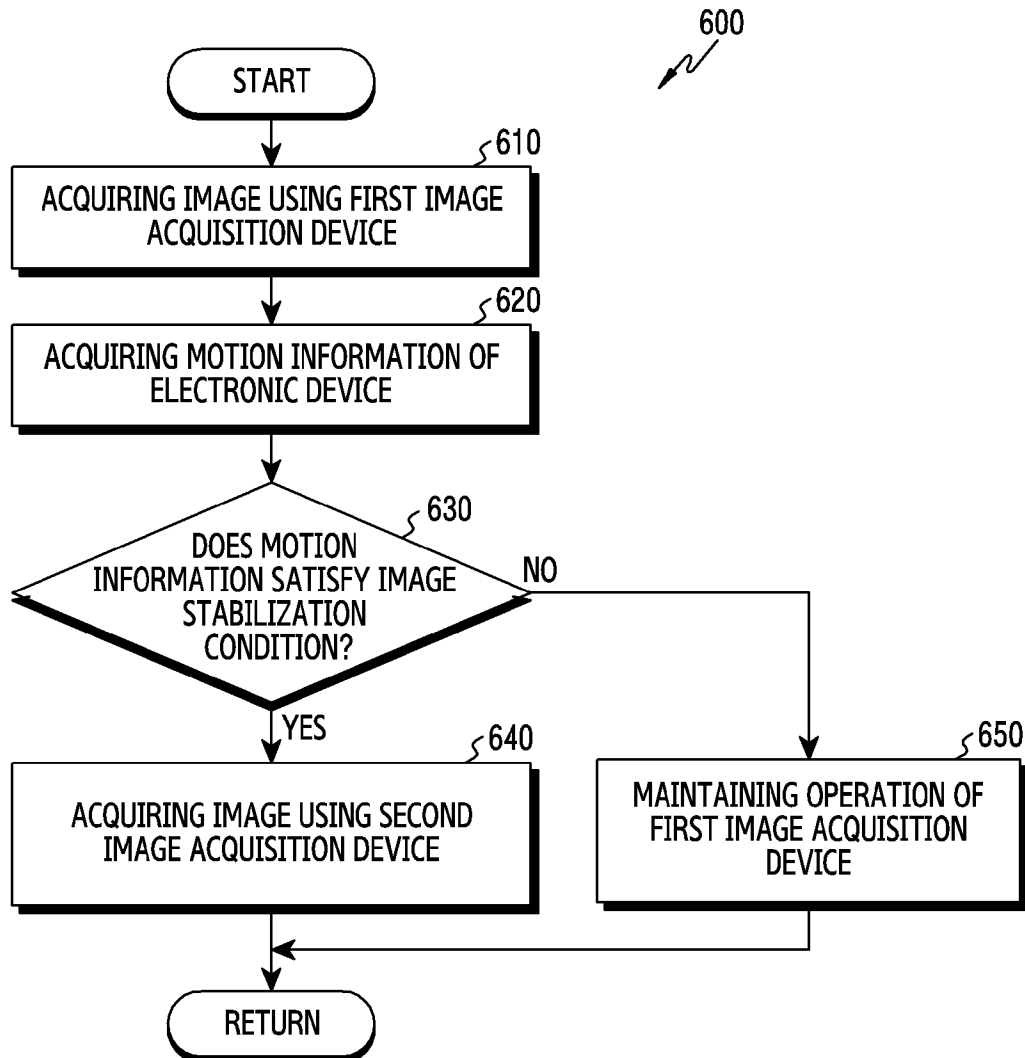 600
START
610
ACQUIRING IMAGE USING FIRST IMAGE
ACQUISITION DEVICE
620
ACQUIRING MOTION INFORMATION OF
ELECTRONIC DEVICE
630
DOES MOTION
INFORMATION SATISFY IMAGE
STABILIZATION
CONDITION?
NO
YES
640
ACQUIRING IMAGE USING SECOND
IMAGE ACQUISITION DEVICE
650
MAINTAINING OPERATION OF
FIRST IMAGE ACQUISITION
DEVICE
RETURN